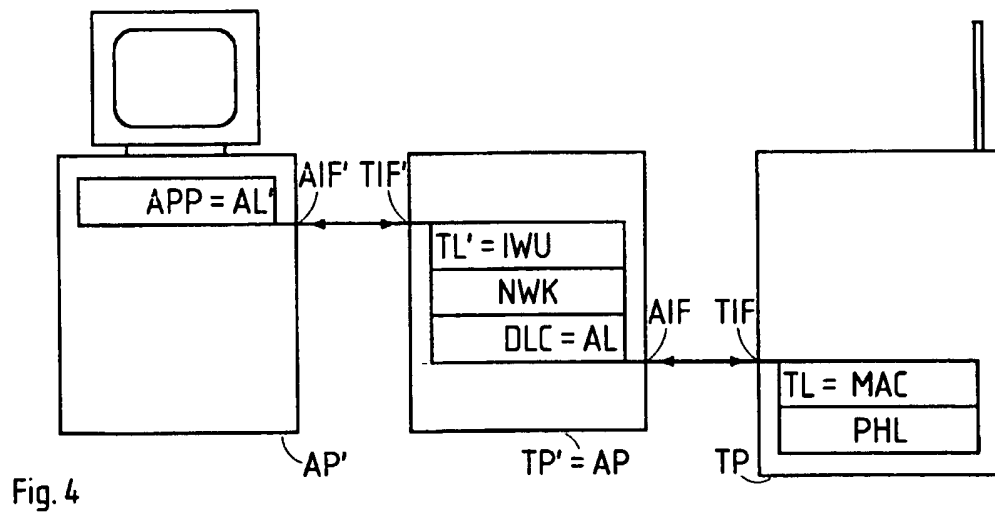 AIF' TIF'
APP = AL'
TL' = IWU
NWK
DLC = AL
AIF TIF
TL = MAC
PHL
AP'
TP' = AP
TP
Fig. 4